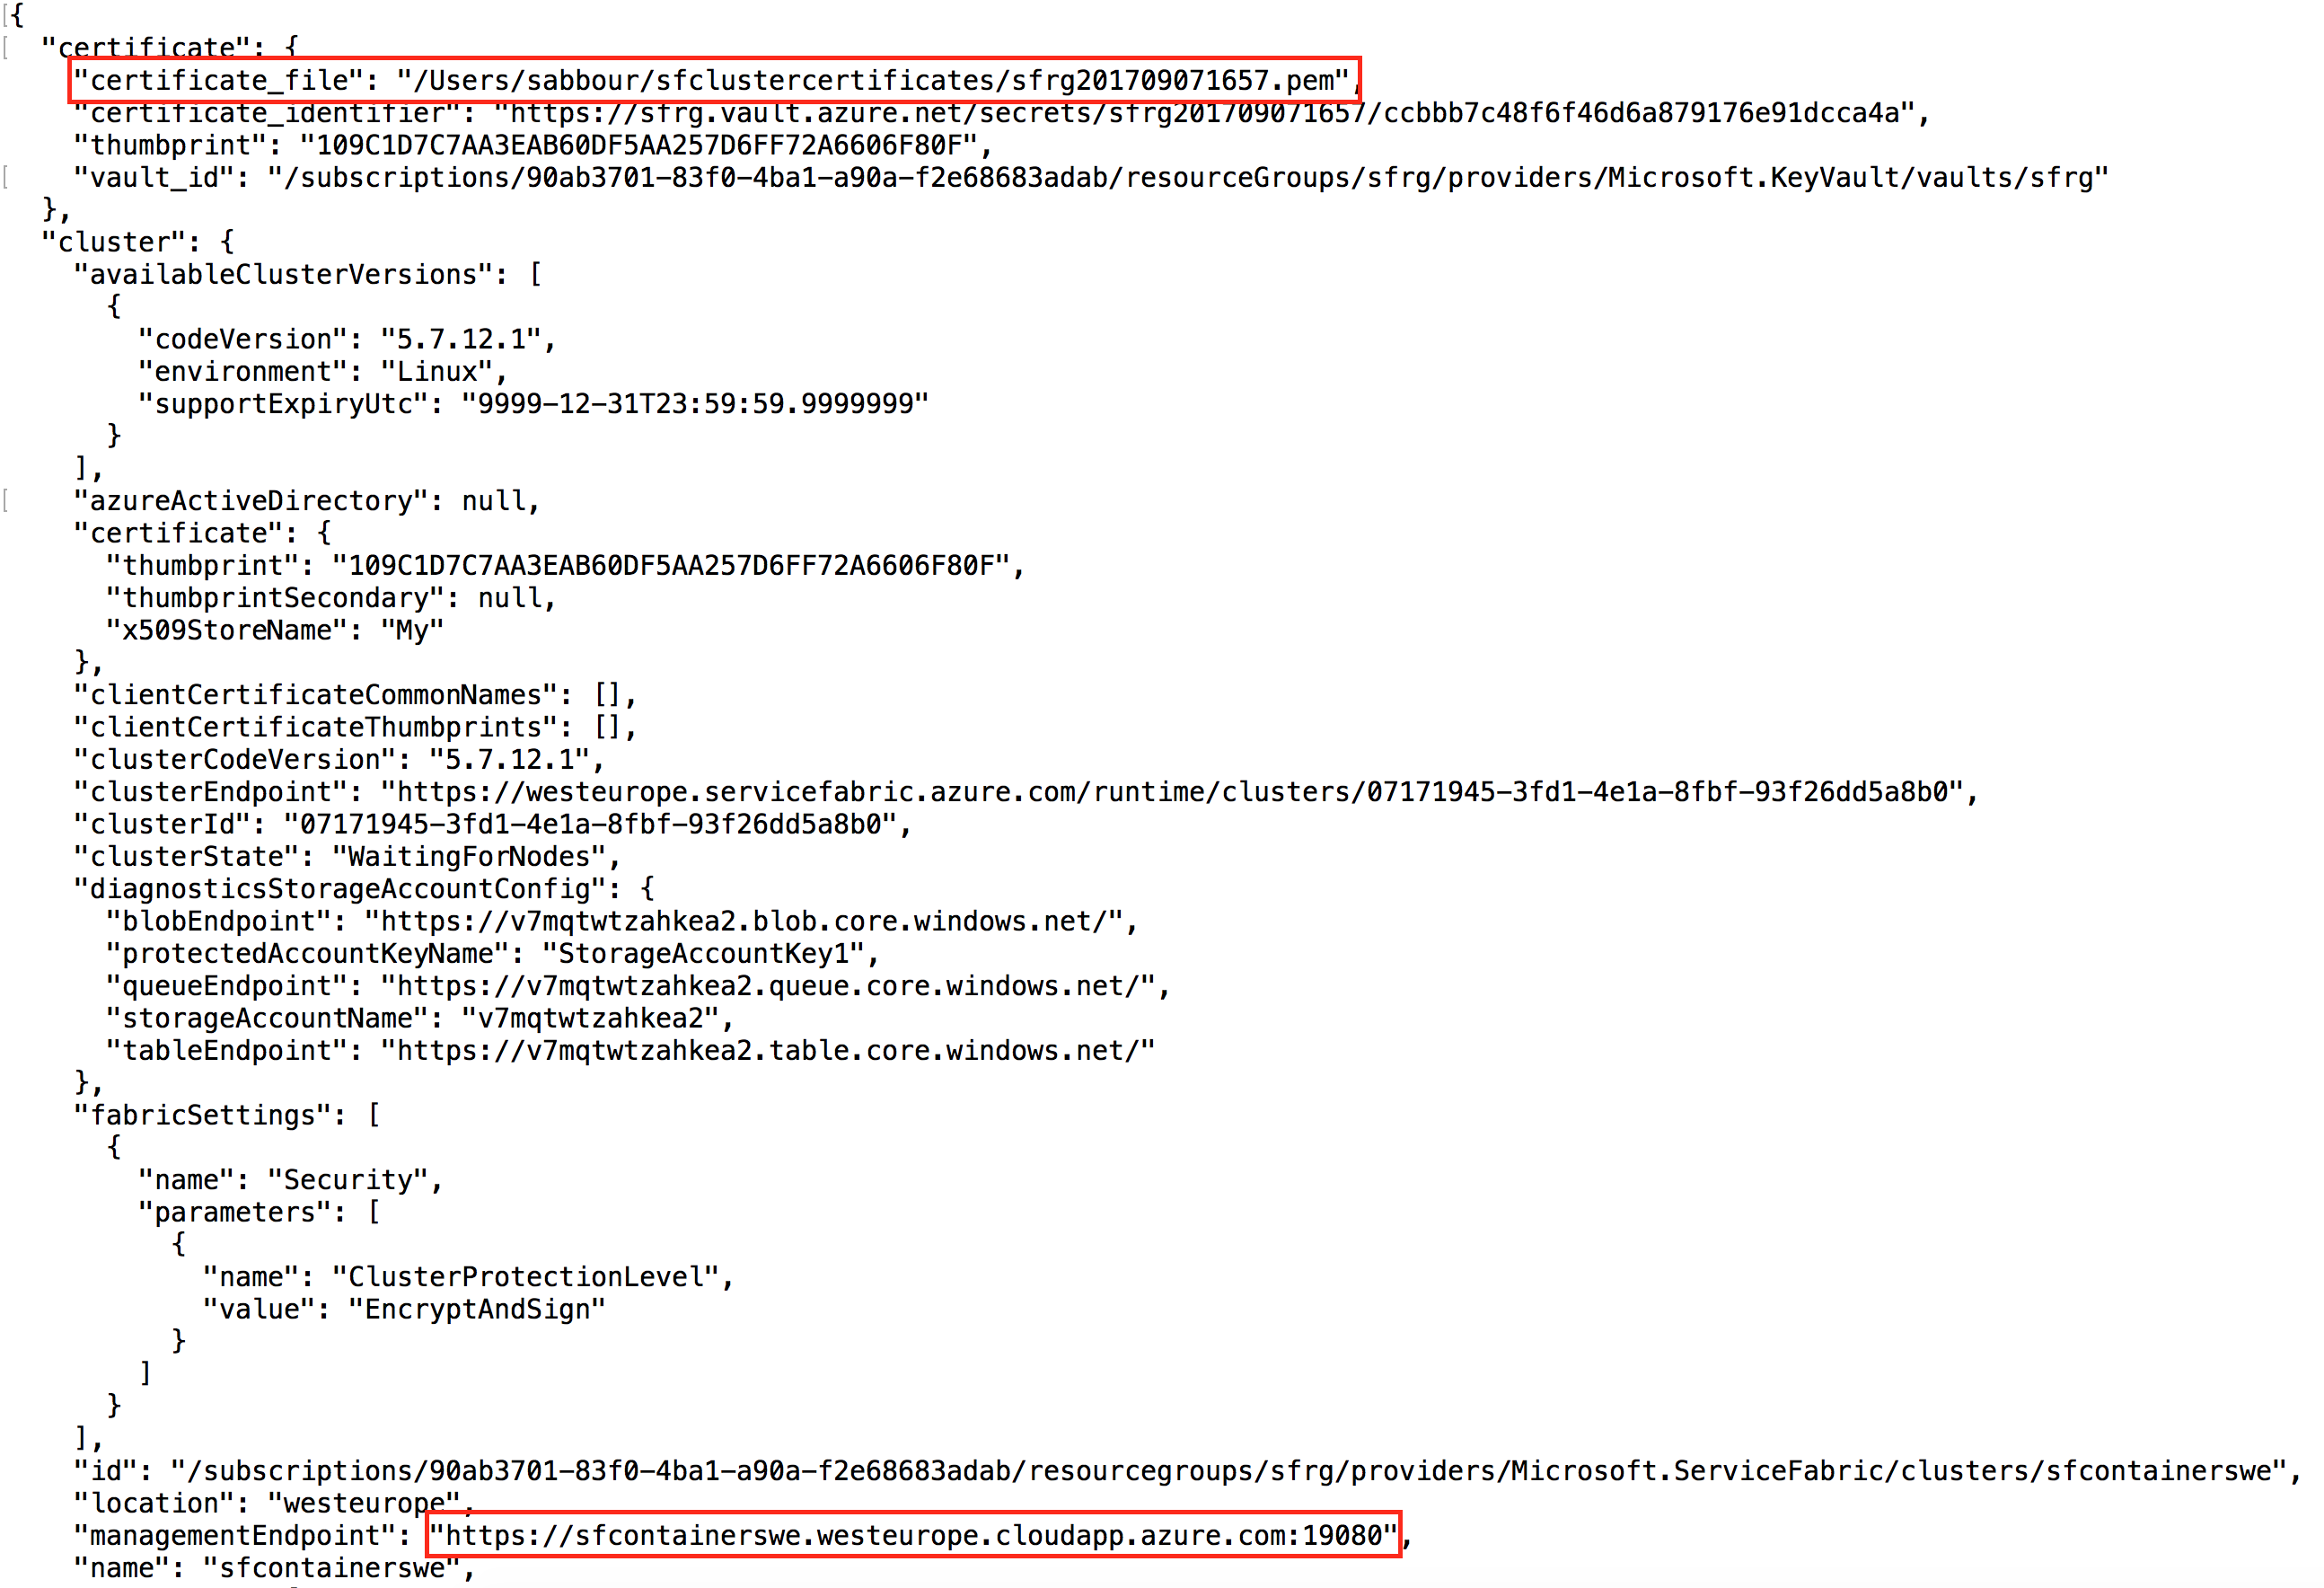 {
  "certificate": {
    "certificate_file": "/Users/sabbour/sfclustercertificates/sfrg201709071657.pem",
    "certificate_identifier": "https://sfrg.vault.azure.net/secrets/sfrg201709071657/ccbbb7c48f6f46d6a879176e91dcca4a",
    "thumbprint": "109C1D7C7AA3EAB60DF5AA257D6FF72A6606F80F",
    "vault_id": "/subscriptions/90ab3701-83f0-4ba1-a90a-f2e68683adab/resourceGroups/sfrg/providers/Microsoft.KeyVault/vaults/sfrg"
  },
  "cluster": {
    "availableClusterVersions": [
      {
        "codeVersion": "5.7.12.1",
        "environment": "Linux",
        "supportExpiryUtc": "9999-12-31T23:59:59.9999999"
      }
    ],
    "azureActiveDirectory": null,
    "certificate": {
      "thumbprint": "109C1D7C7AA3EAB60DF5AA257D6FF72A6606F80F",
      "thumbprintSecondary": null,
      "x509StoreName": "My"
    },
    "clientCertificateCommonNames": [],
    "clientCertificateThumbprints": [],
    "clusterCodeVersion": "5.7.12.1",
    "clusterEndpoint": "https://westeurope.servicefabric.azure.com/runtime/clusters/07171945-3fd1-4e1a-8fbf-93f26dd5a8b0",
    "clusterId": "07171945-3fd1-4e1a-8fbf-93f26dd5a8b0",
    "clusterState": "WaitingForNodes",
    "diagnosticsStorageAccountConfig": {
      "blobEndpoint": "https://v7mqtwtzahkea2.blob.core.windows.net/",
      "protectedAccountKeyName": "StorageAccountKey1",
      "queueEndpoint": "https://v7mqtwtzahkea2.queue.core.windows.net/",
      "storageAccountName": "v7mqtwtzahkea2",
      "tableEndpoint": "https://v7mqtwtzahkea2.table.core.windows.net/"
    },
    "fabricSettings": [
      {
        "name": "Security",
        "parameters": [
          {
            "name": "ClusterProtectionLevel",
            "value": "EncryptAndSign"
          }
        ]
      }
    ],
    "id": "/subscriptions/90ab3701-83f0-4ba1-a90a-f2e68683adab/resourcegroups/sfrg/providers/Microsoft.ServiceFabric/clusters/sfcontainerswe",
    "location": "westeurope",
    "managementEndpoint": "https://sfcontainerswe.westeurope.cloudapp.azure.com:19080",
    "name": "sfcontainerswe",